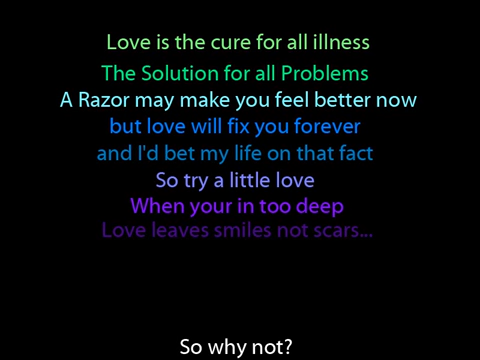 Love is the cure for all illness
The Solution for all Problems
A Razor may make you feel better now
but love will fix you forever
and I'd bet my life on that fact
So try a little love
When your in too deep
Love leaves smiles not scars...
So why not?